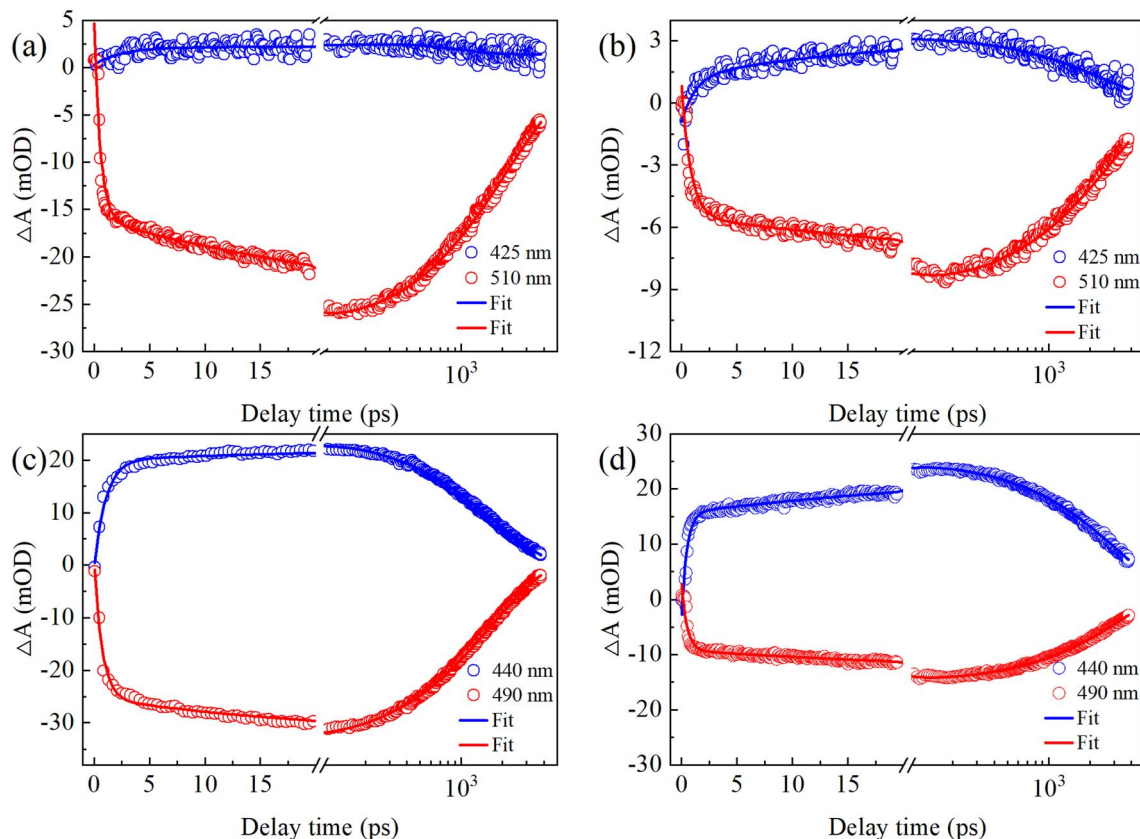 (a)
△A (mOD)
5
0
-5
-10
-15
-20
-25
-30
425 nm
510 nm
Fit
Fit
0 5 10 15 10³
Delay time (ps)
(b)
△A (mOD)
3
0
-3
-6
-9
-12
425 nm
510 nm
Fit
Fit
0 5 10 15 10³
Delay time (ps)
(c)
△A (mOD)
20
10
0
-10
-20
-30
440 nm
490 nm
Fit
Fit
0 5 10 15 10³
Delay time (ps)
(d)
△A (mOD)
30
20
10
0
-10
-20
-30
440 nm
490 nm
Fit
Fit
0 5 10 15 10³
Delay time (ps)